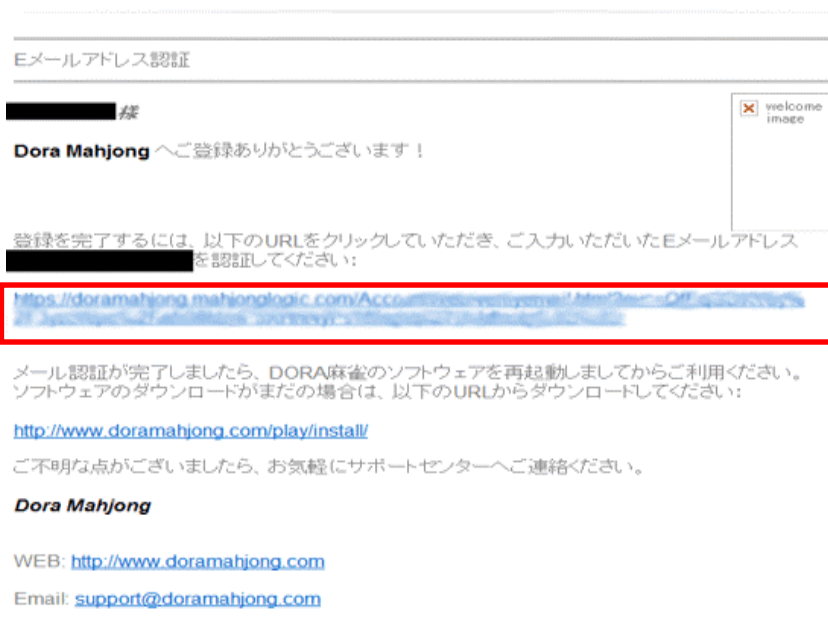 Eメールアドレス認証
様
welcome
image
Dora Mahjong へご登録ありがとうございます！
登録を完了するには、以下のURLをクリックしていただき、ご入力いただいたEメールアドレス
を認証してください：
https://doramahjong.mahjonglogic.com/Acco
メール認証が完了しましたら、DORA麻雀のソフトウェアを再起動しましてからご利用ください。
ソフトウェアのダウンロードがまだの場合は、以下のURLからダウンロードしてください：
http://www.doramahjong.com/play/install/
ご不明な点がございましたら、お気軽にサポートセンターへご連絡ください。
Dora Mahjong
WEB: http://www.doramahjong.com
Email: support@doramahjong.com